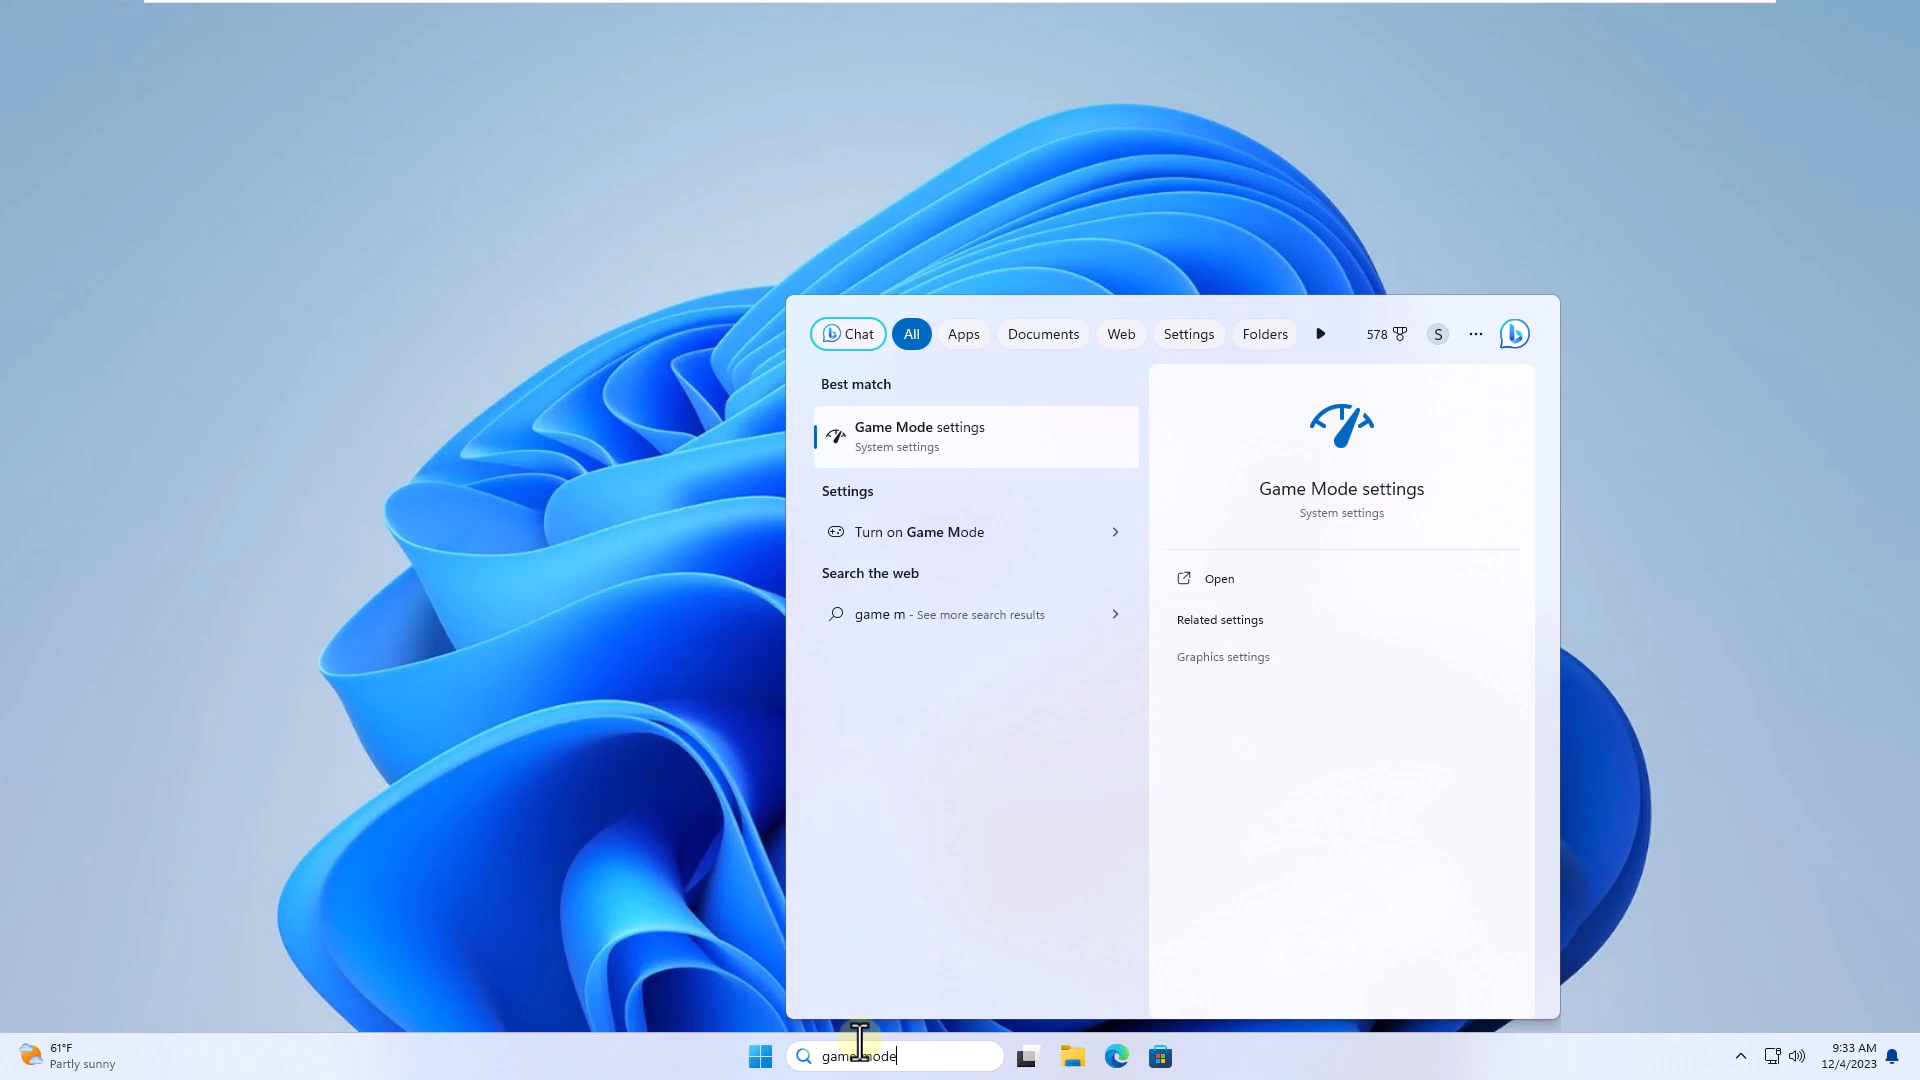 Chat All Apps Documents Web Settings Folders 578 S
Best match
Game Mode settings
System settings
Settings
Turn on Game Mode
Search the web
game m - See more search results
Game Mode settings
System settings
Open
Related settings
Graphics settings
61°F
Partly sunny
game mode
9:33 AM
12/4/2023